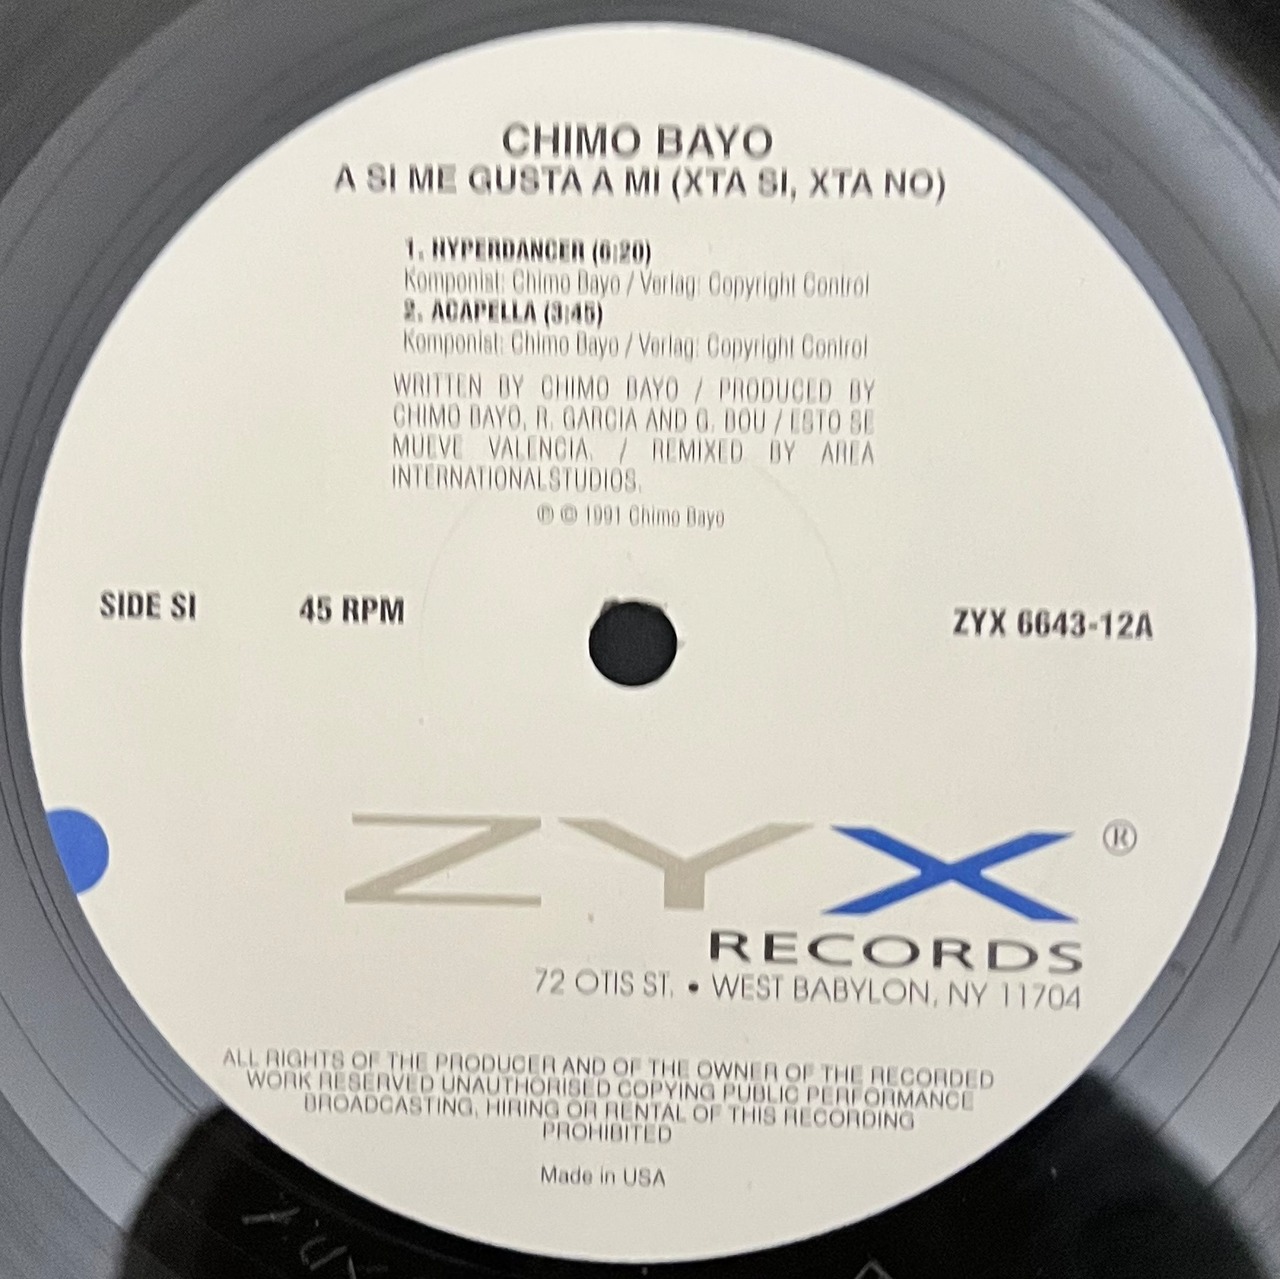 CHIMO BAYO
A SI ME GUSTA A MI (XTA SI, XTA NO)
1. HYPERDANCER (6:20)
Komponist: Chimo Bayo / Verlag: Copyright Control
2. ACAPELLA (3:45)
Komponist: Chimo Bayo / Verlag: Copyright Control
WRITTEN BY CHIMO BAYO / PRODUCED BY
CHIMO BAYO, R. GARCIA AND G. BOU / ESTO SE
MUEVE VALENCIA. / REMIXED BY AREA
INTERNATIONALSTUDIOS.
℗ © 1991 Chimo Bayo
SIDE SI 45 RPM ZYX 6643-12A
ZYX ®
RECORDS
72 OTIS ST. • WEST BABYLON, NY 11704
ALL RIGHTS OF THE PRODUCER AND OF THE OWNER OF THE RECORDED
WORK RESERVED UNAUTHORISED COPYING PUBLIC PERFORMANCE
BROADCASTING, HIRING OR RENTAL OF THIS RECORDING
PROHIBITED
Made in USA